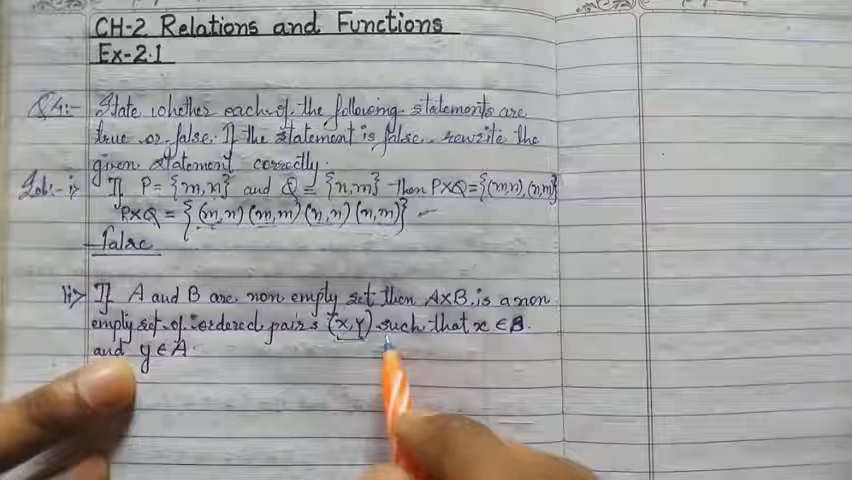 CH-2 Relations and Functions
Ex-2.1
Q4:- State whether each of the following statements are
true or false. If the statement is false rewrite the
given statement correctly.
Sol:- i> If P = {m,n} and Q = {n,m} then P×Q = {(m,n),(n,m)}
P×Q = {(m,n)(m,m)(n,n)(n,m)}
false
ii> If A and B are non empty set then A×B is a non
empty set of ordered pairs (x,y) such that x ∈ B
and y ∈ A.